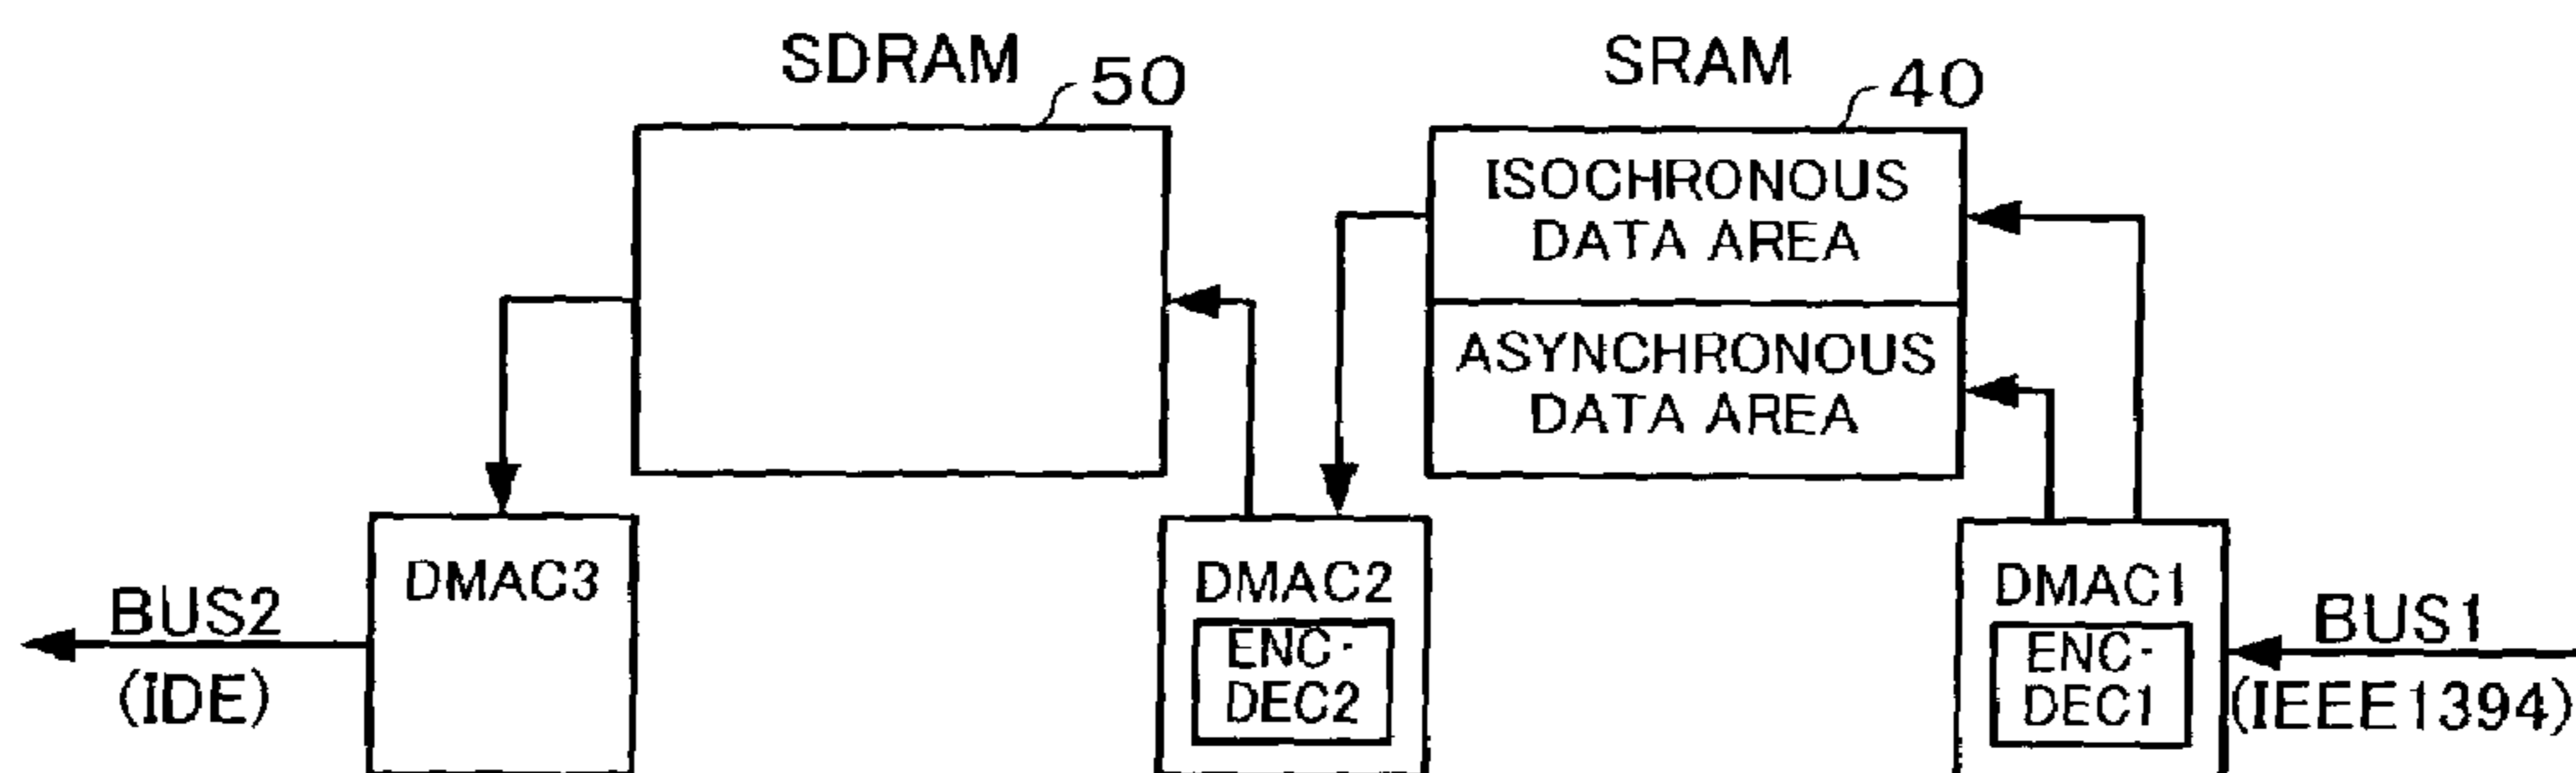 SDRAM
50
SRAM
40
ISOCHRONOUS
DATA AREA
ASYNCHRONOUS
DATA AREA
DMAC3
DMAC2
ENC-
DEC2
DMAC1
ENC-
DEC1
BUS2
(IDE)
BUS1
(IEEE1394)